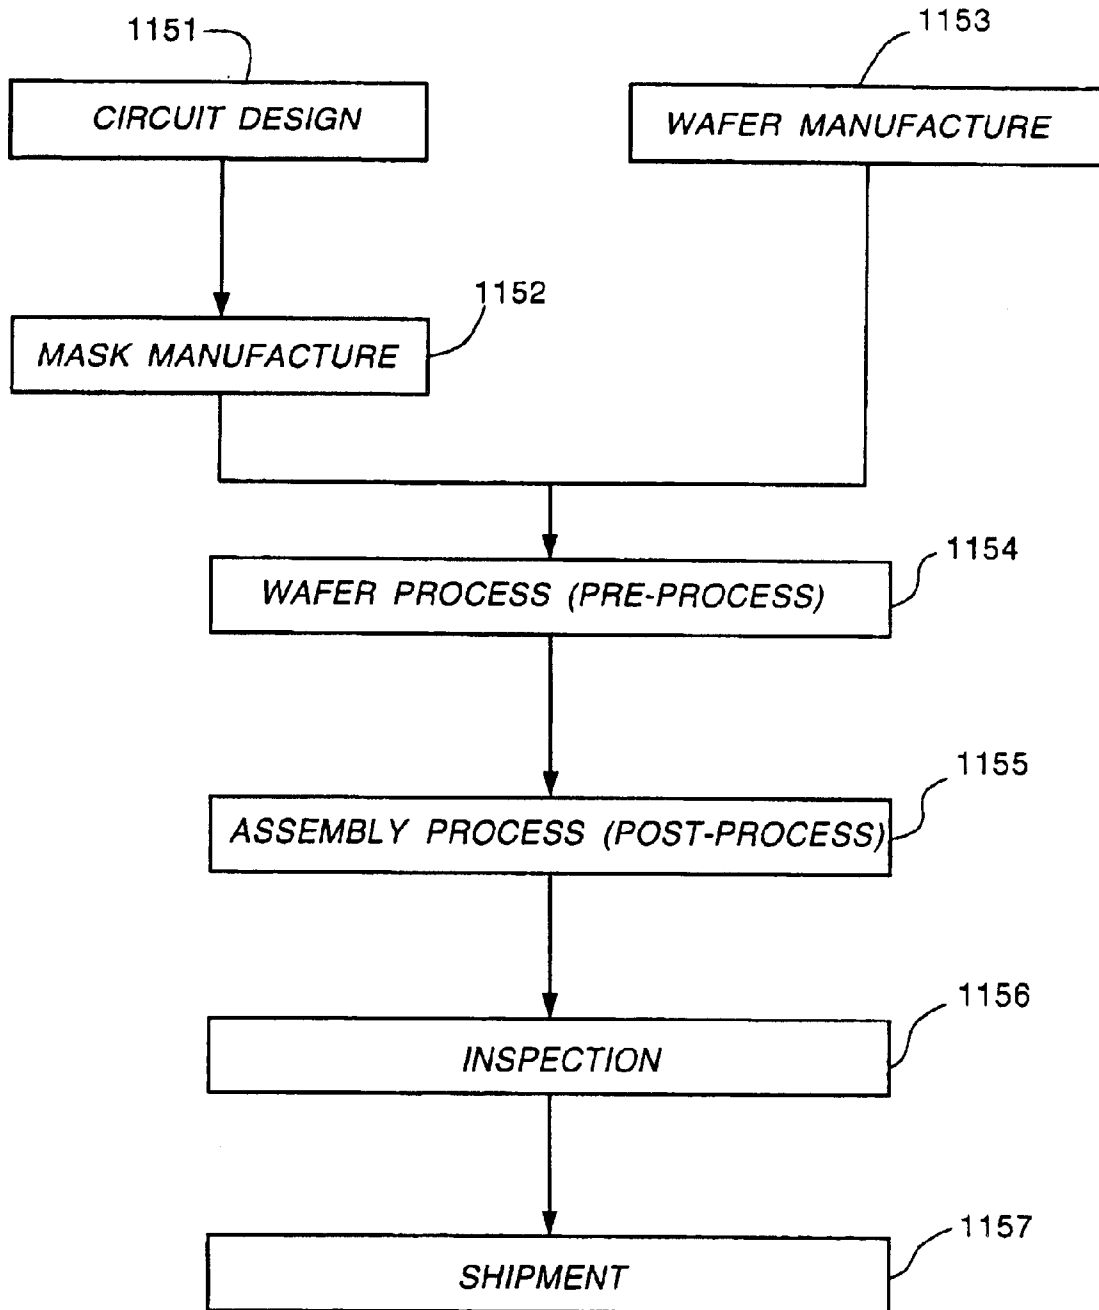 1151
1153
CIRCUIT DESIGN
WAFER MANUFACTURE
1152
MASK MANUFACTURE
1154
WAFER PROCESS (PRE-PROCESS)
1155
ASSEMBLY PROCESS (POST-PROCESS)
1156
INSPECTION
1157
SHIPMENT